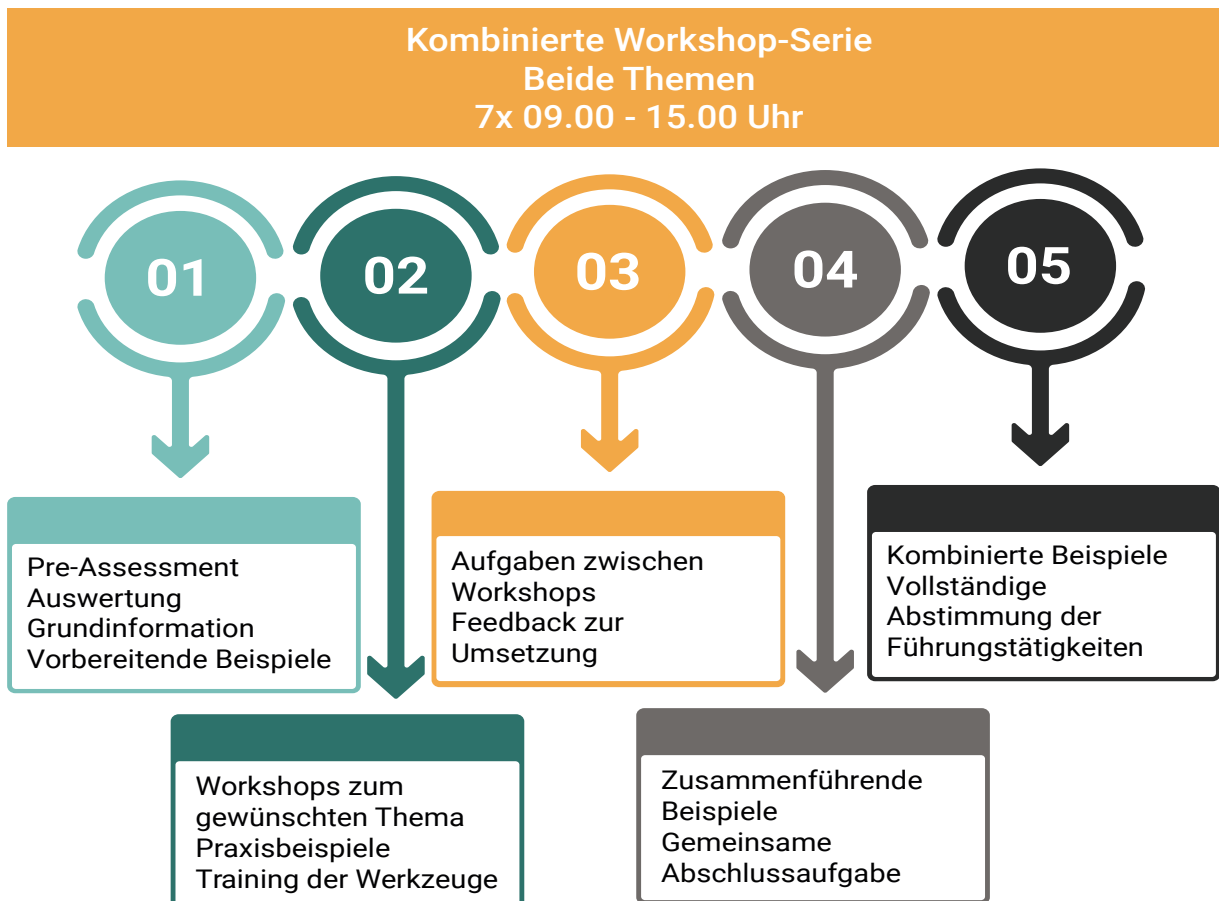 Kombinierte Workshop-Serie
Beide Themen
7x 09.00 - 15.00 Uhr
01
02
03
04
05
Pre-Assessment
Auswertung
Grundinformation
Vorbereitende Beispiele
Workshops zum
gewünschten Thema
Praxisbeispiele
Training der Werkzeuge
Aufgaben zwischen
Workshops
Feedback zur
Umsetzung
Zusammenführende
Beispiele
Gemeinsame
Abschlussaufgabe
Kombinierte Beispiele
Vollständige
Abstimmung der
Führungstätigkeiten